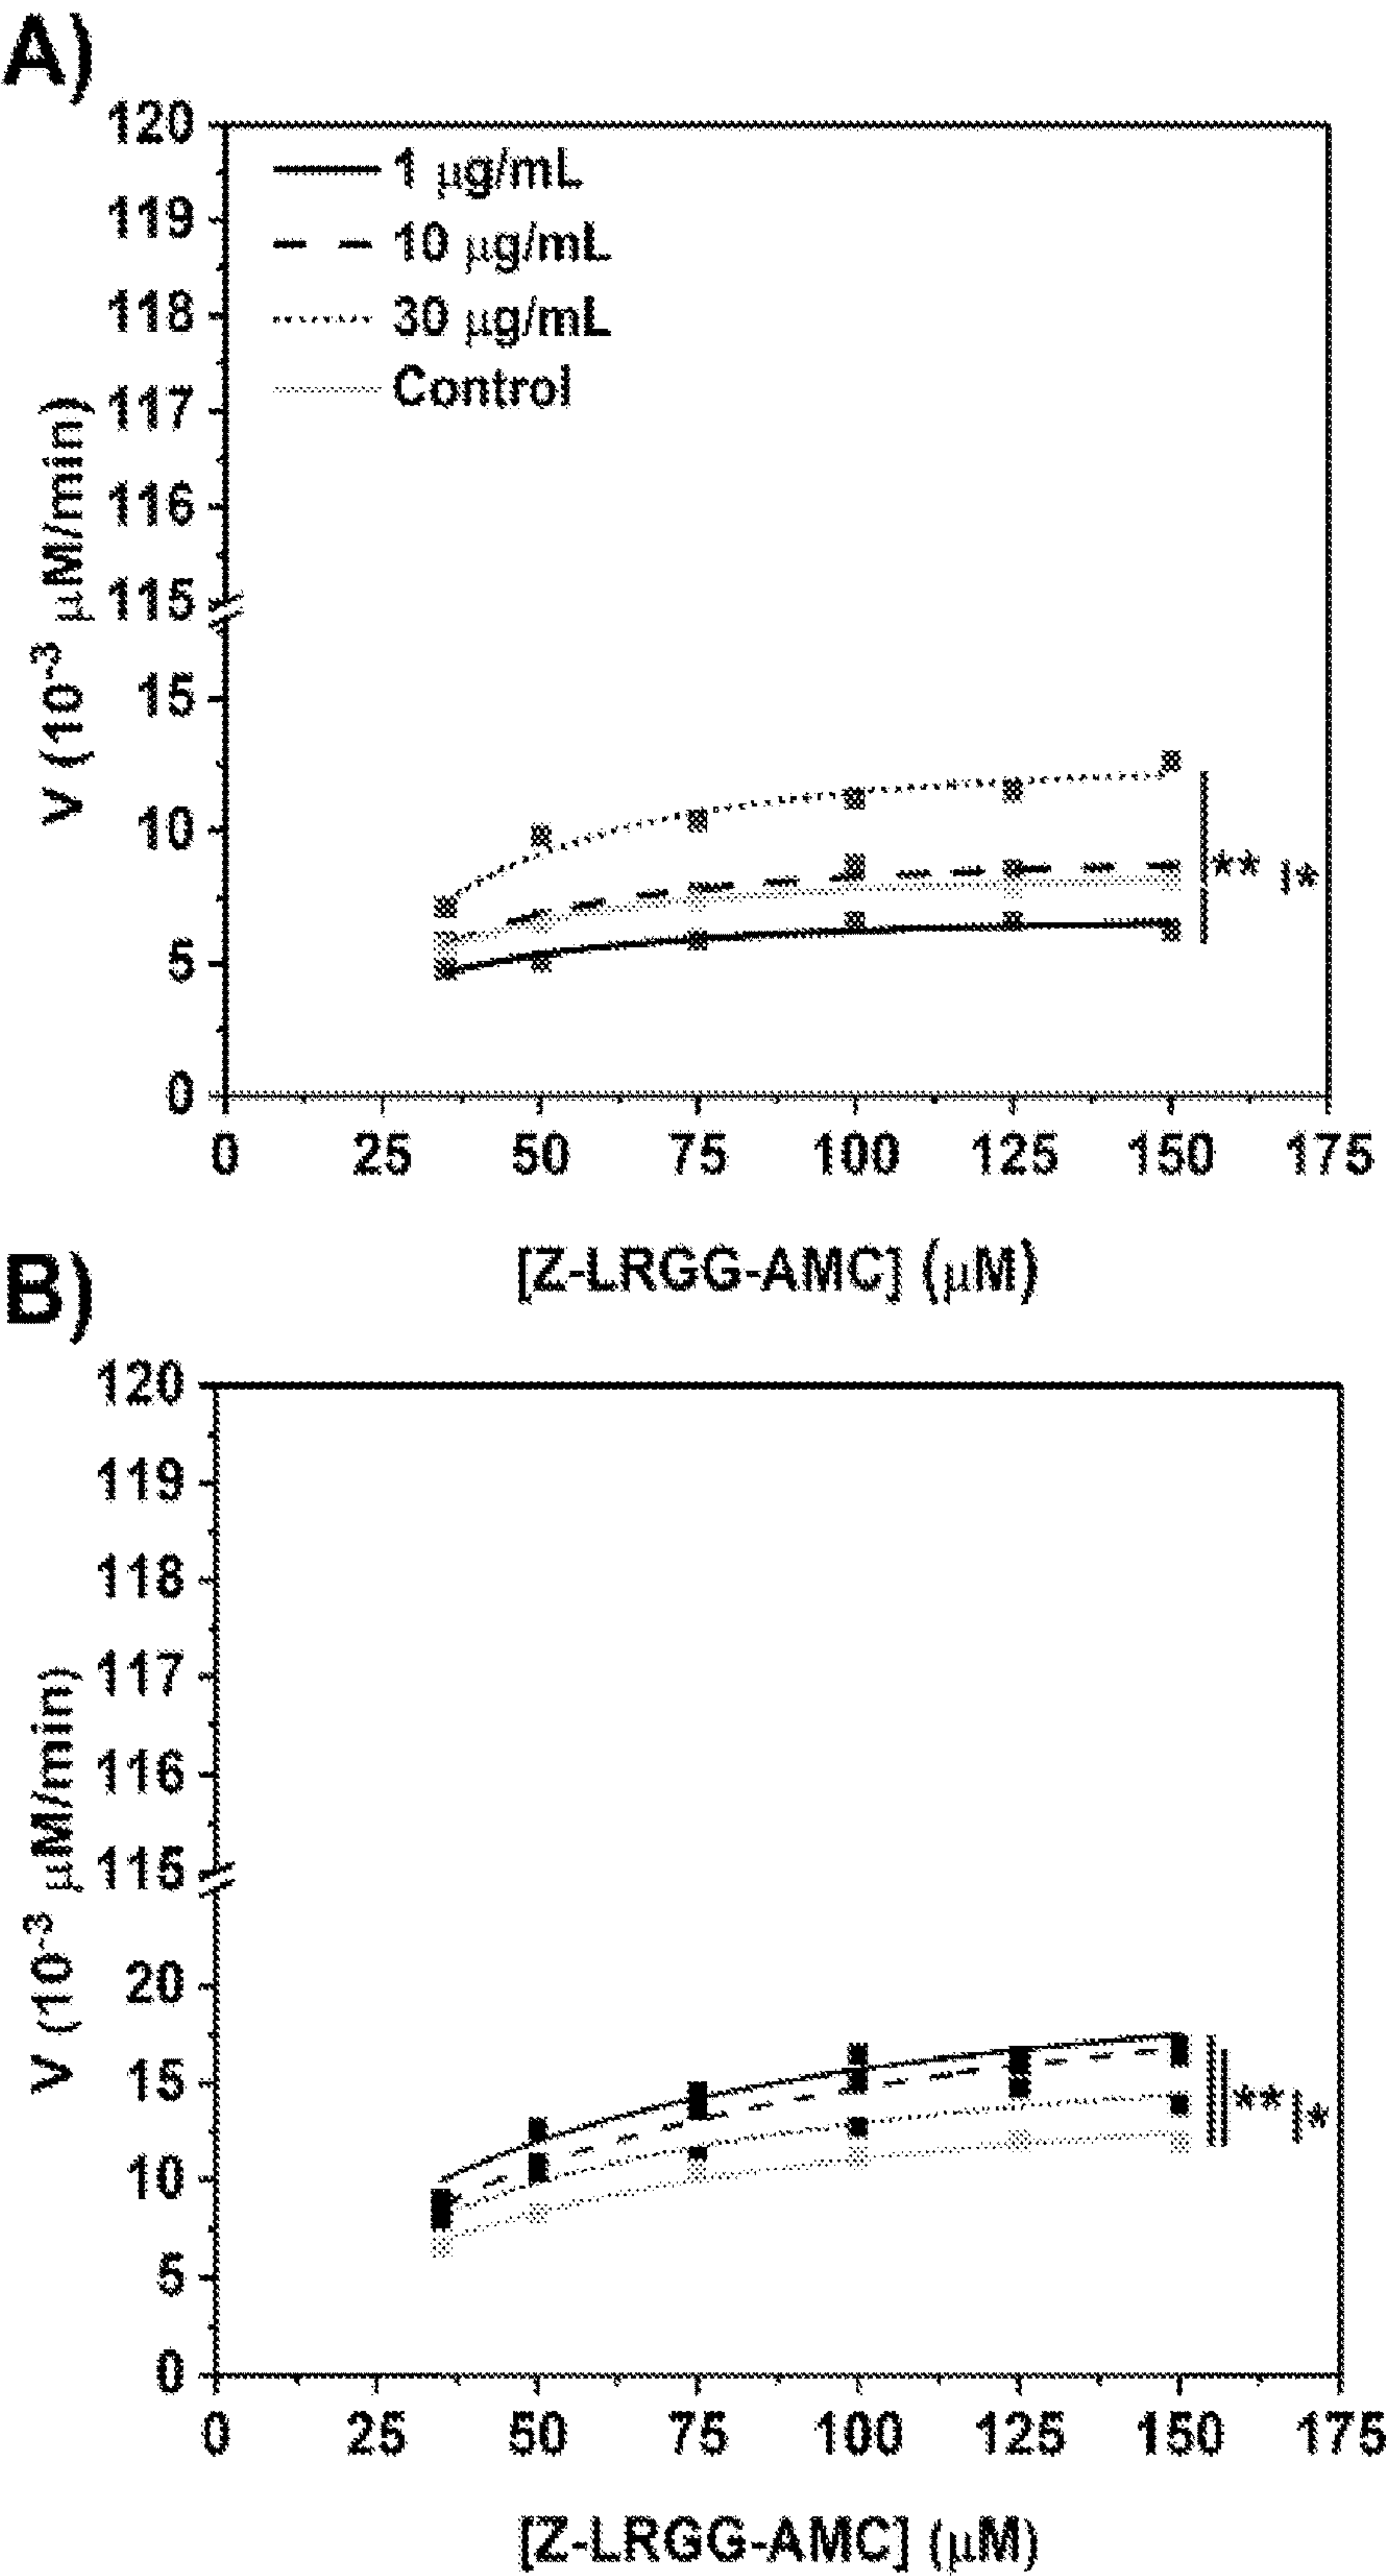 A)
120
119
118
117
116
115
15
10
5
0
V (10-3 μM/min)
1 μg/mL
10 μg/mL
30 μg/mL
Control
** *
0 25 50 75 100 125 150 175
[Z-LRGG-AMC] (μM)
B)
120
119
118
117
116
115
20
15
10
5
0
V (10-3 μM/min)
** *
0 25 50 75 100 125 150 175
[Z-LRGG-AMC] (μM)